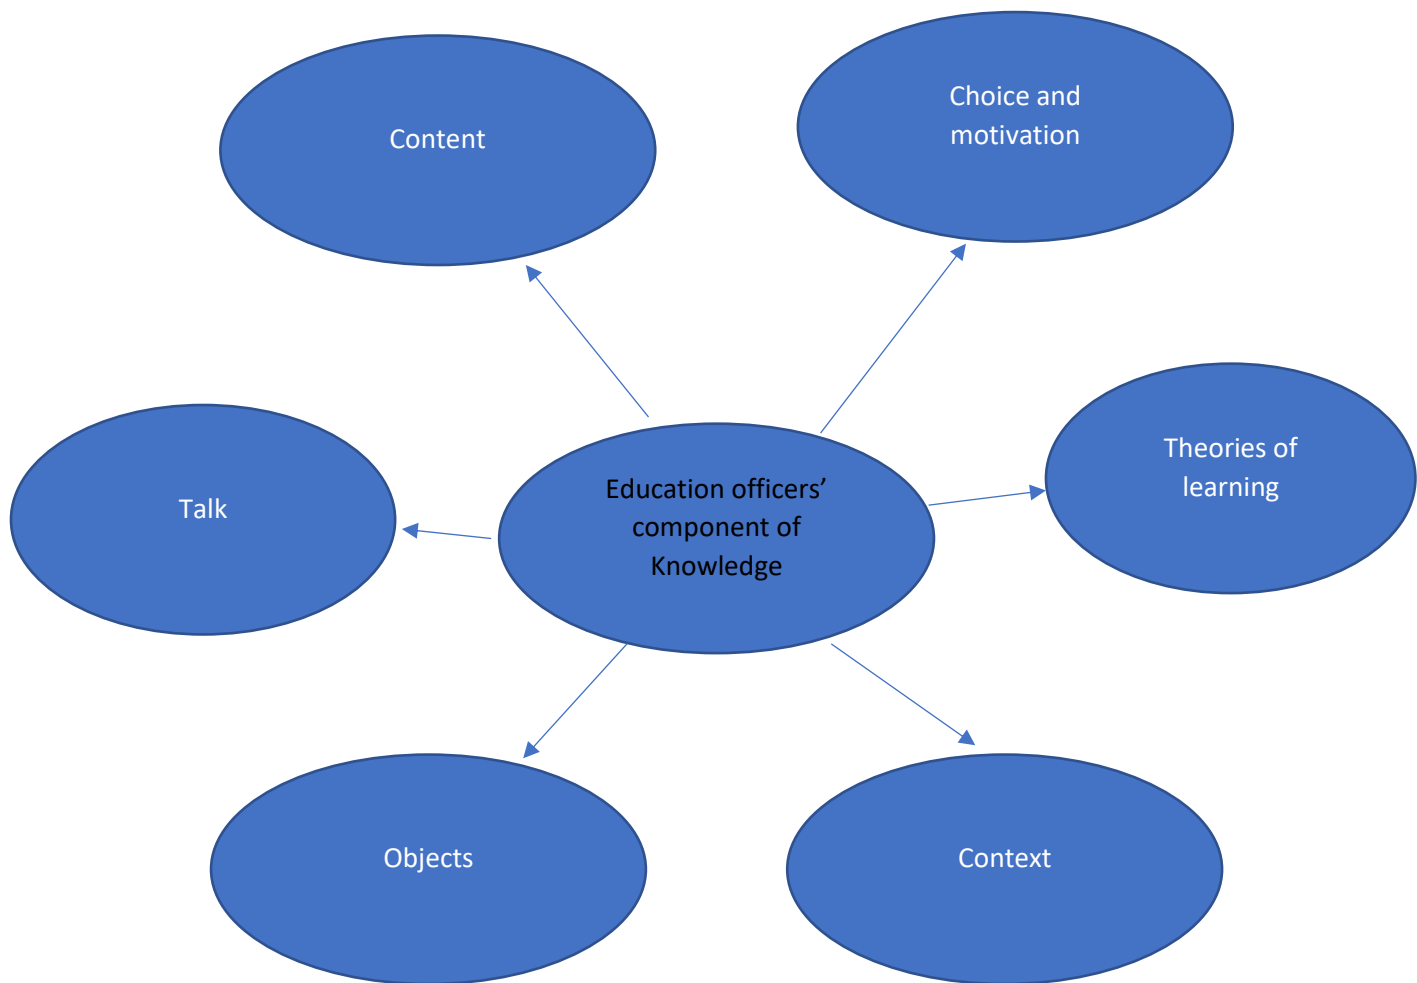 Content
Choice and
motivation
Theories of
learning
Talk
Education officers’
component of
Knowledge
Objects
Context